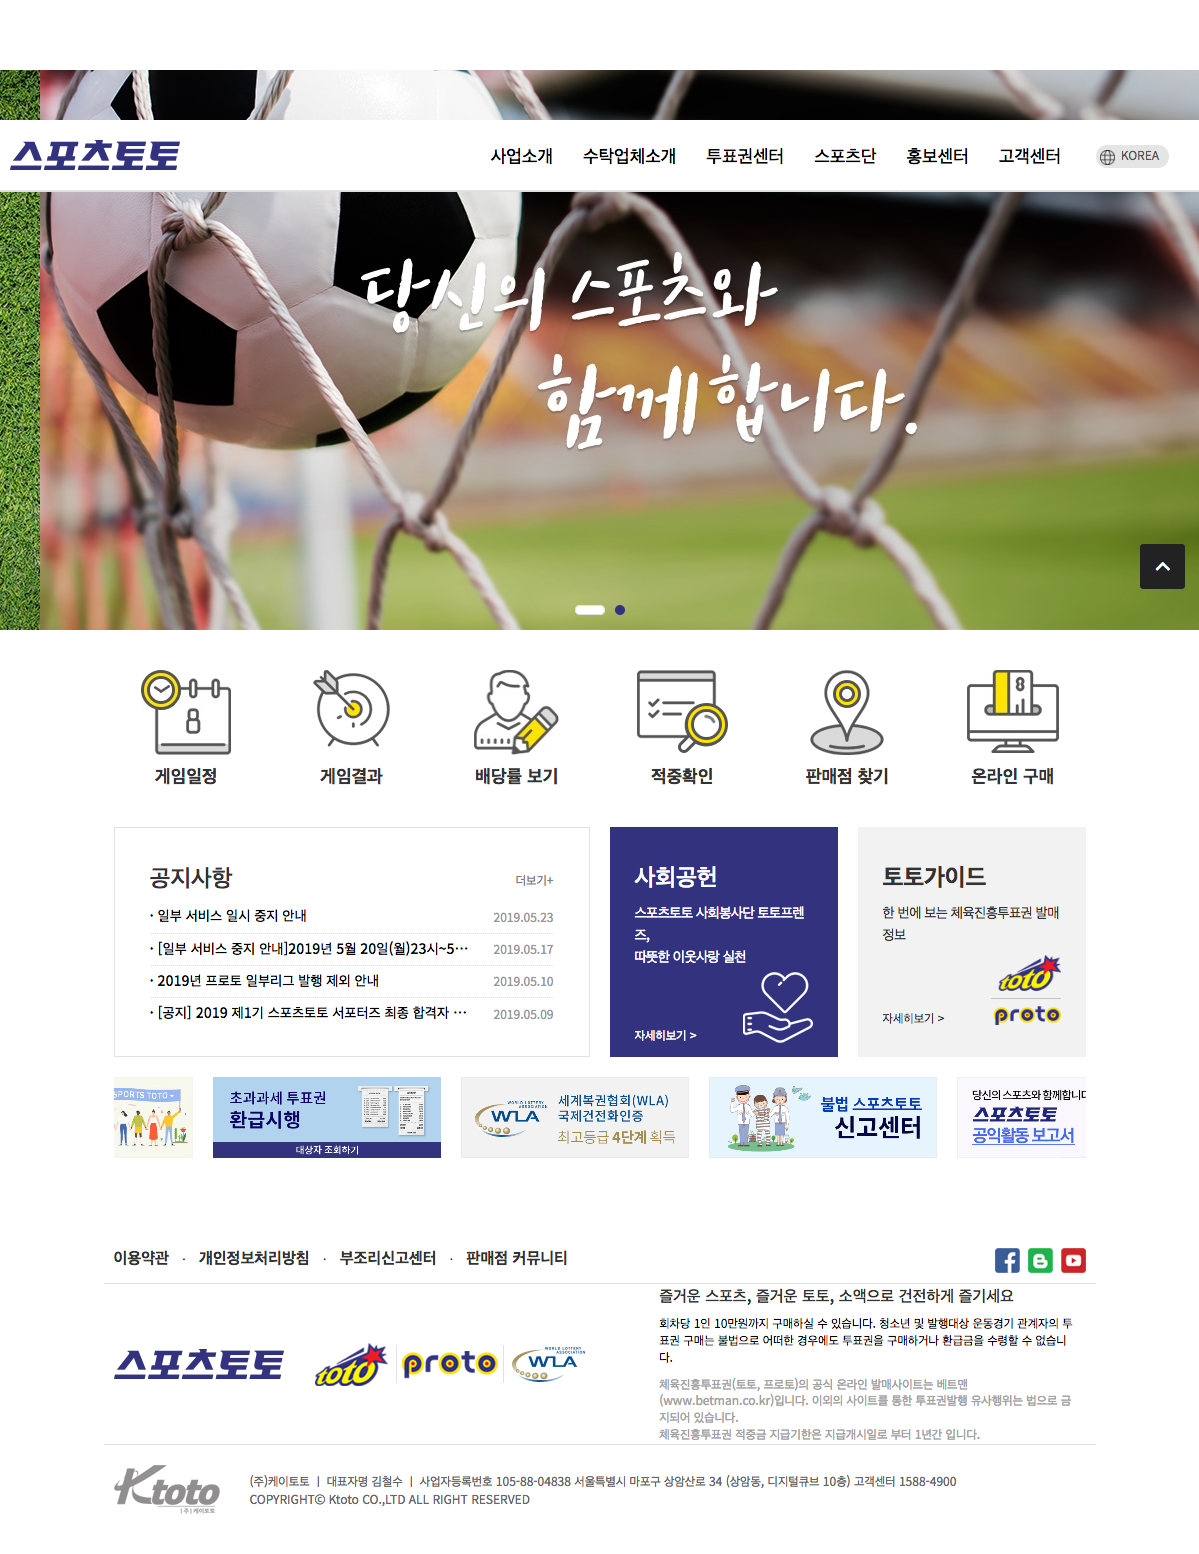 스포츠토토
사업소개 수탁업체소개 투표권센터 스포츠단 홍보센터 고객센터 KOREA
당신의 스포츠와
함께합니다.
게임일정 게임결과 배당률 보기 적중확인 판매점 찾기 온라인 구매
공지사항 더보기+
· 일부 서비스 일시 중지 안내 2019.05.23
· [일부 서비스 중지 안내]2019년 5월 20일(월)23시~5··· 2019.05.17
· 2019년 프로토 일부리그 발행 제외 안내 2019.05.10
· [공지] 2019 제1기 스포츠토토 서포터즈 최종 합격자 ··· 2019.05.09
사회공헌
스포츠토토 사회봉사단 토토프렌
즈,
따뜻한 이웃사랑 실천
자세히보기 >
토토가이드
한 번에 보는 체육진흥투표권 발매
정보
toto
proto
자세히보기 >
SPORTS TOTO
초과과세 투표권
환급시행
대상자 조회하기
WORLD LOTTERY
ASSOCIATION
WLA
세계복권협회(WLA)
국제건전화인증
최고등급 4단계 획득
불법 스포츠토토
신고센터
당신의 스포츠와 함께합니다
스포츠토토
공익활동 보고서
이용약관 · 개인정보처리방침 · 부조리신고센터 · 판매점 커뮤니티
스포츠토토
toto
proto
WORLD LOTTERY
ASSOCIATION
WLA
즐거운 스포츠, 즐거운 토토, 소액으로 건전하게 즐기세요
회차당 1인 10만원까지 구매하실 수 있습니다. 청소년 및 발행대상 운동경기 관계자의 투
표권 구매는 불법으로 어떠한 경우에도 투표권을 구매하거나 환급금을 수령할 수 없습니
다.
체육진흥투표권(토토, 프로토)의 공식 온라인 발매사이트는 베트맨
(www.betman.co.kr)입니다. 이외의 사이트를 통한 투표권발행 유사행위는 법으로 금
지되어 있습니다.
체육진흥투표권 적중금 지급기한은 지급개시일로 부터 1년간 입니다.
Ktoto
(주)케이토토
(주)케이토토 ㅣ 대표자명 김철수 ㅣ 사업자등록번호 105-88-04838 서울특별시 마포구 상암산로 34 (상암동, 디지털큐브 10층) 고객센터 1588-4900
COPYRIGHT© Ktoto CO.,LTD ALL RIGHT RESERVED